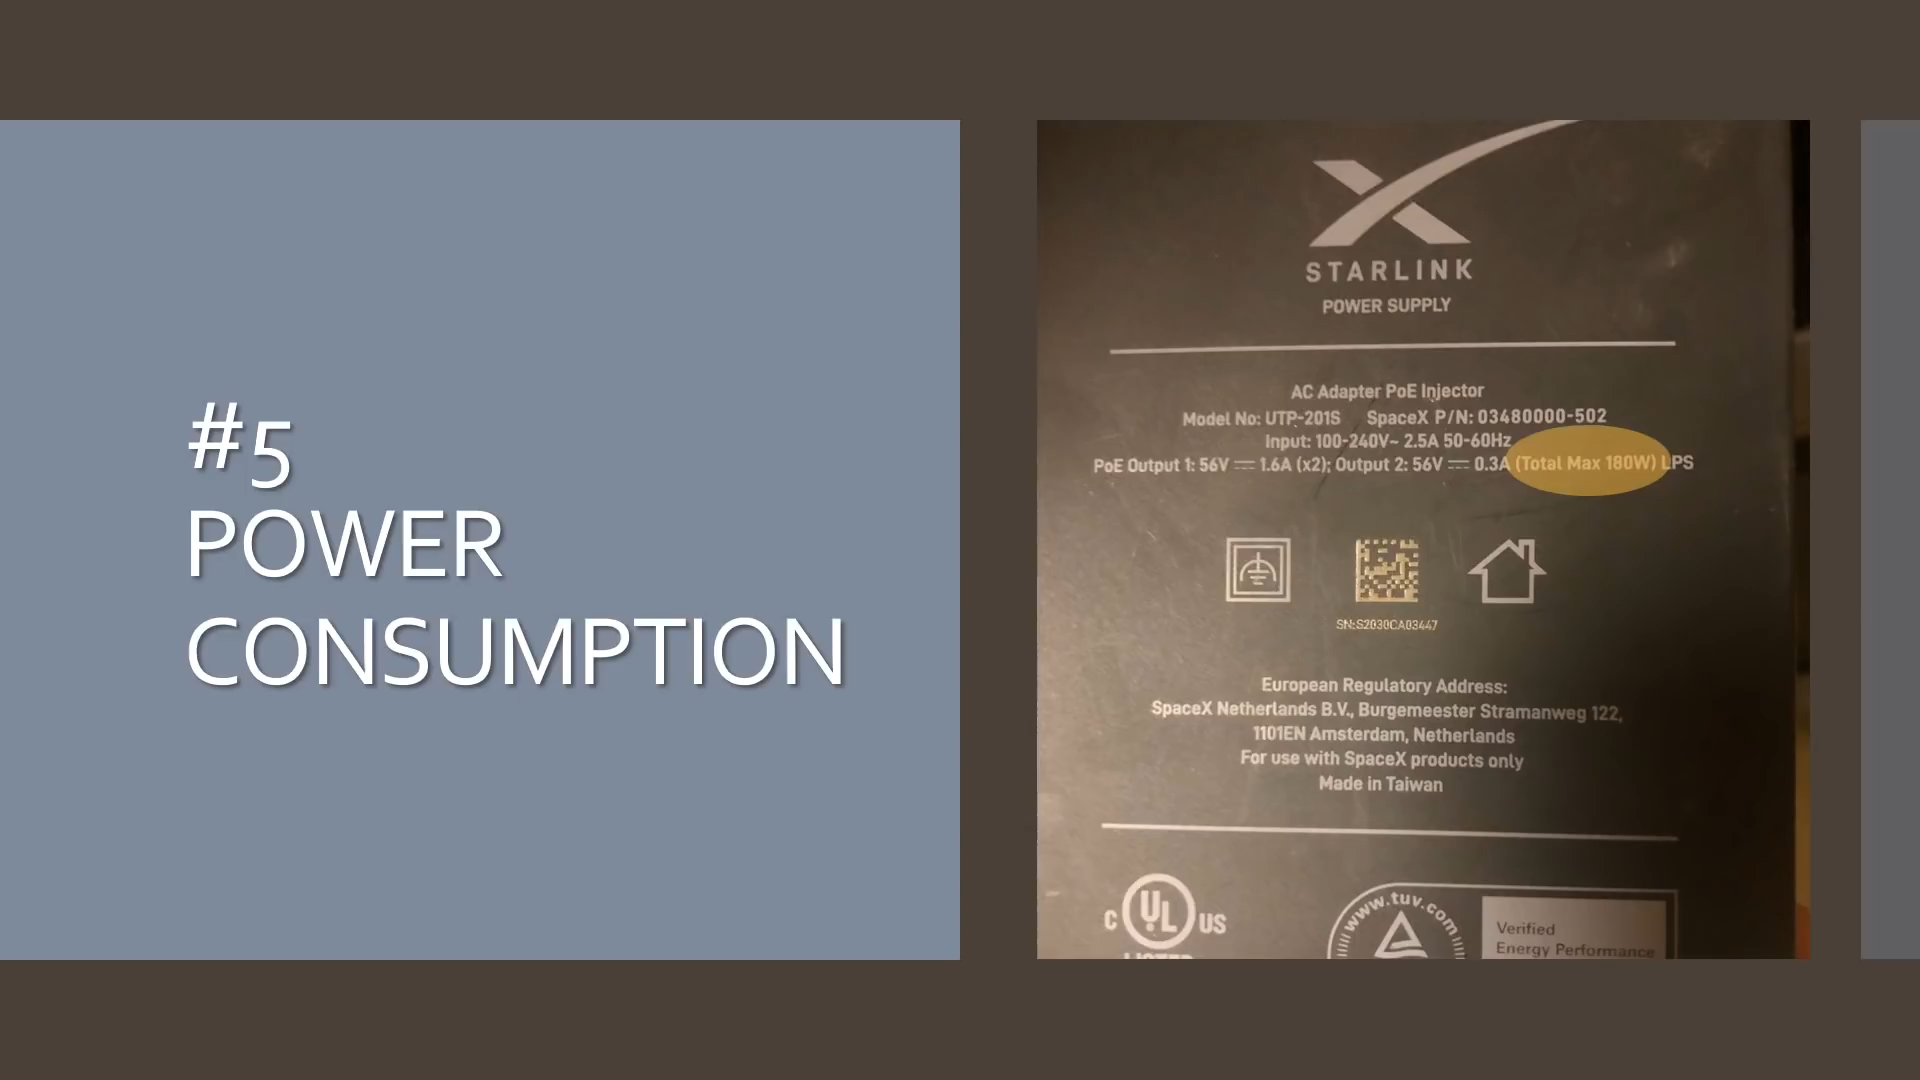 #5
POWER
CONSUMPTION
STARLINK
POWER SUPPLY
AC Adapter PoE Injector
Model No: UTP-201S SpaceX P/N: 03480000-502
Input: 100-240V~ 2.5A 50-60Hz
PoE Output 1: 56V ⎓ 1.6A (x2); Output 2: 56V ⎓ 0.3A (Total Max 180W) LPS
SN:S2030CA03447
European Regulatory Address:
SpaceX Netherlands B.V., Burgemeester Stramanweg 122,
1101EN Amsterdam, Netherlands
For use with SpaceX products only
Made in Taiwan
C UL US
www.tuv.com
Verified
Energy Performance